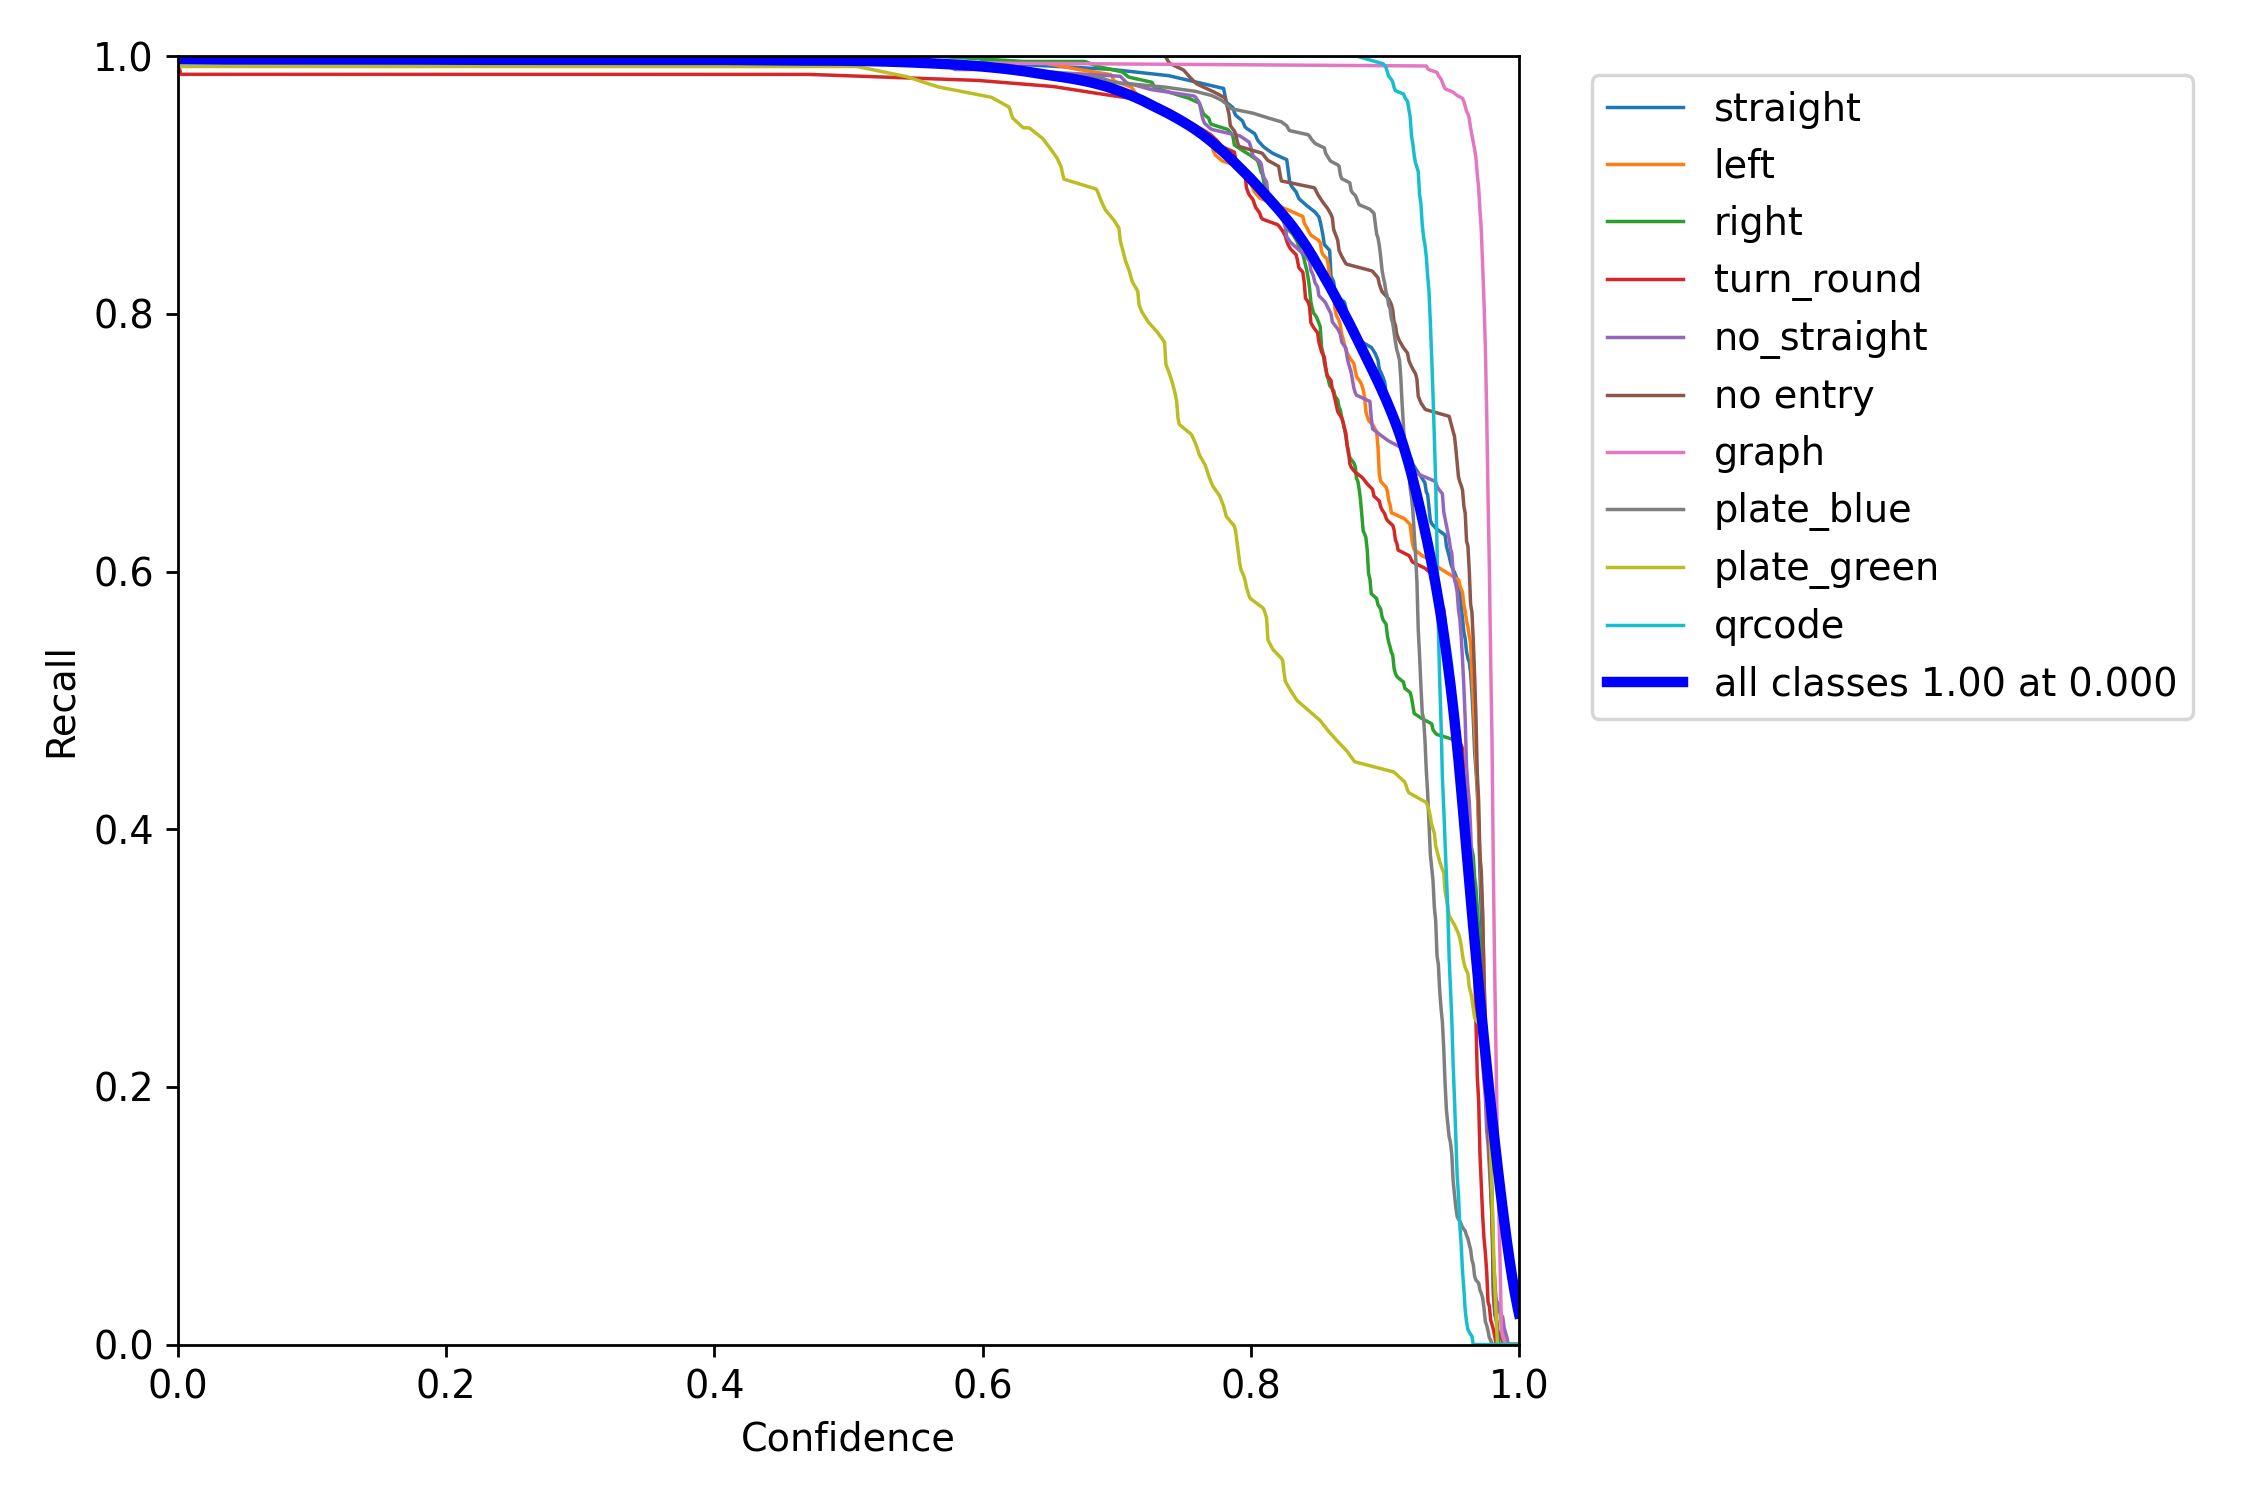 1.0
0.8
0.6
0.4
0.2
0.0
0.0 0.2 0.4 0.6 0.8 1.0
Recall
Confidence
straight
left
right
turn_round
no_straight
no entry
graph
plate_blue
plate_green
qrcode
all classes 1.00 at 0.000